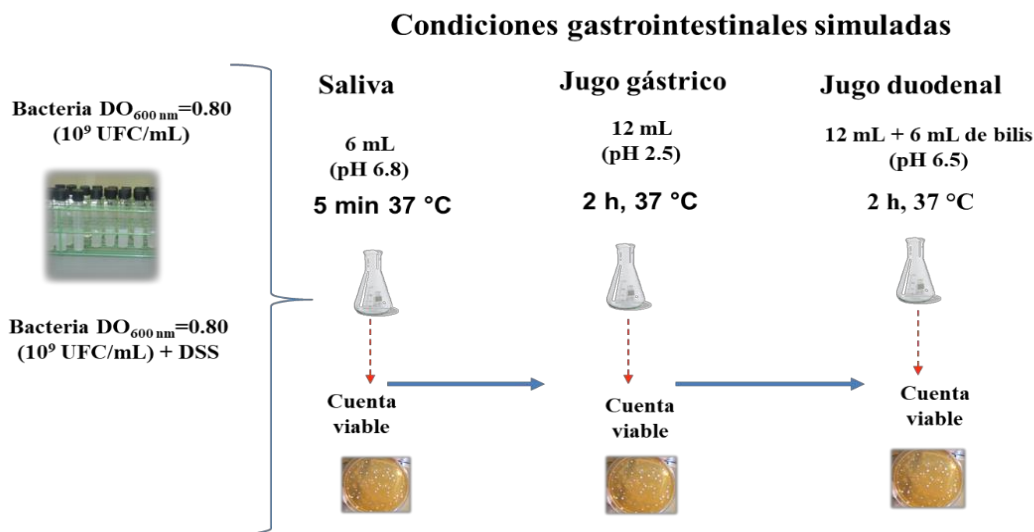 Condiciones gastrointestinales simuladas
Bacteria DO600 nm=0.80
(10⁹ UFC/mL)
Bacteria DO600 nm=0.80
(10⁹ UFC/mL) + DSS
Saliva
6 mL
(pH 6.8)
5 min 37 °C
Cuenta
viable
Jugo gástrico
12 mL
(pH 2.5)
2 h, 37 °C
Cuenta
viable
Jugo duodenal
12 mL + 6 mL de bilis
(pH 6.5)
2 h, 37 °C
Cuenta
viable